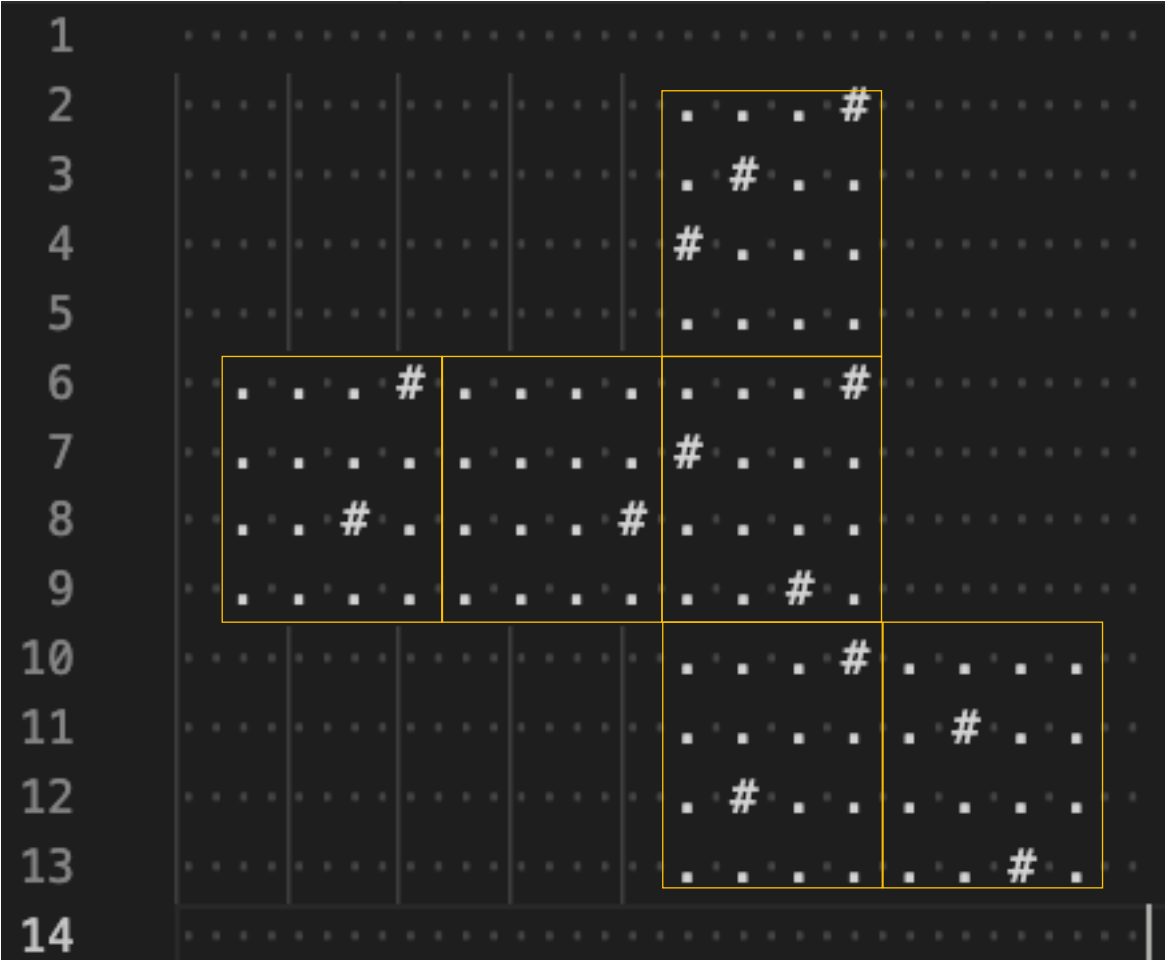 1
2 . . . #
3 . # . .
4 # . . .
5 . . . .
6 . . . # . . . . . . . #
7 . . . . . . . . # . . .
8 . . # . . . . # . . . .
9 . . . . . . . . . . # .
10 . . . # . . . .
11 . . . . . # . .
12 . # . . . . . .
13 . . . . . . # .
14